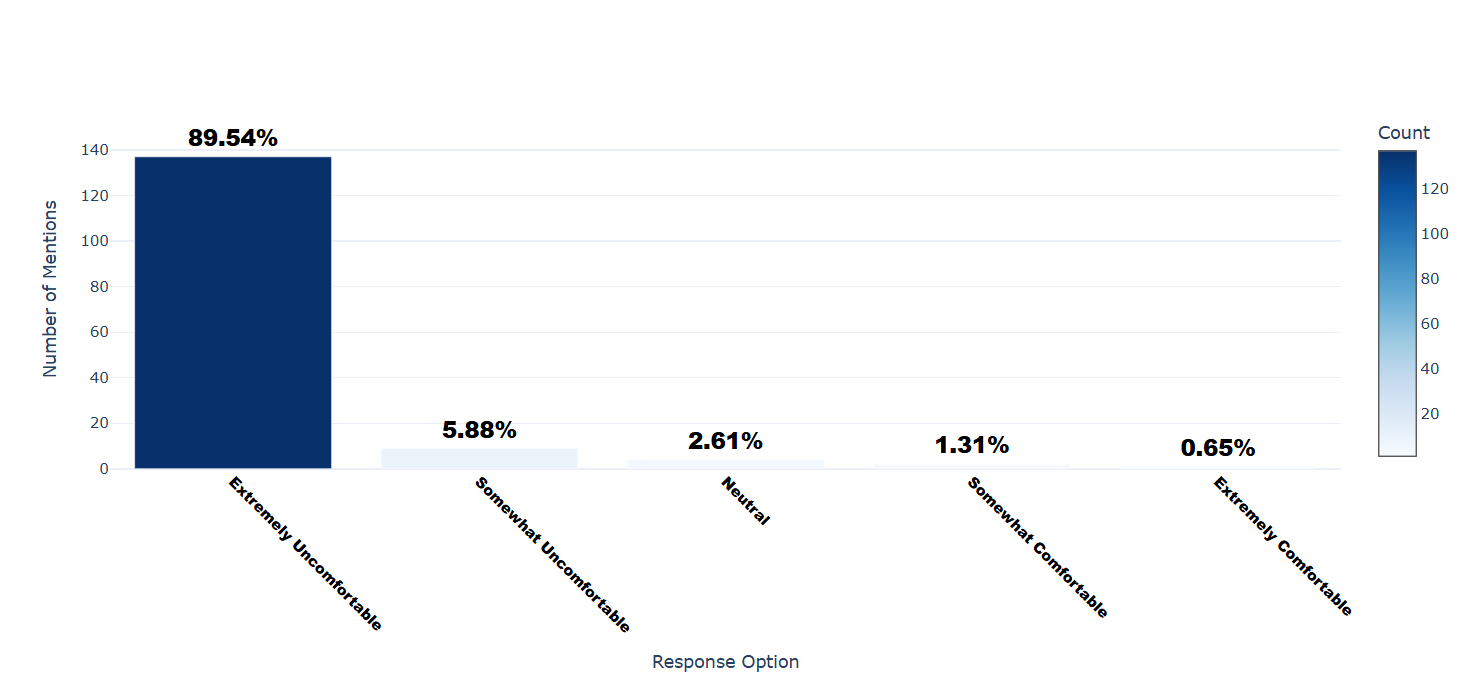 Count
89.54%
5.88%
2.61%
1.31%
0.65%
Number of Mentions
140
120
100
80
60
40
20
0
120
100
80
60
40
20
Extremely Uncomfortable
Somewhat Uncomfortable
Neutral
Somewhat Comfortable
Extremely Comfortable
Response Option